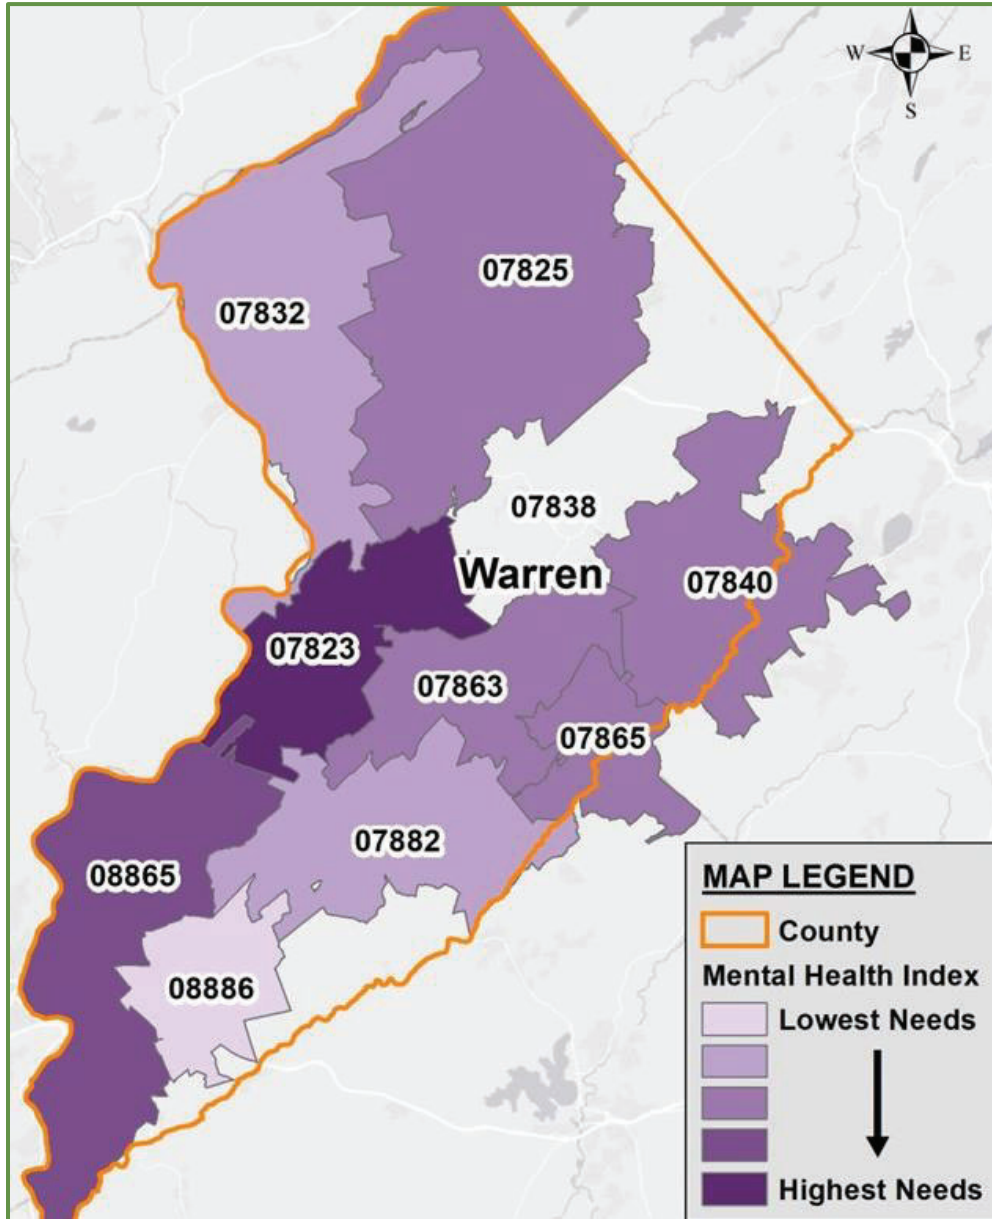 W E
S
07825
07832
07838
Warren
07840
07823
07863
07865
07882
08865
08886
MAP LEGEND
County
Mental Health Index
Lowest Needs
Highest Needs